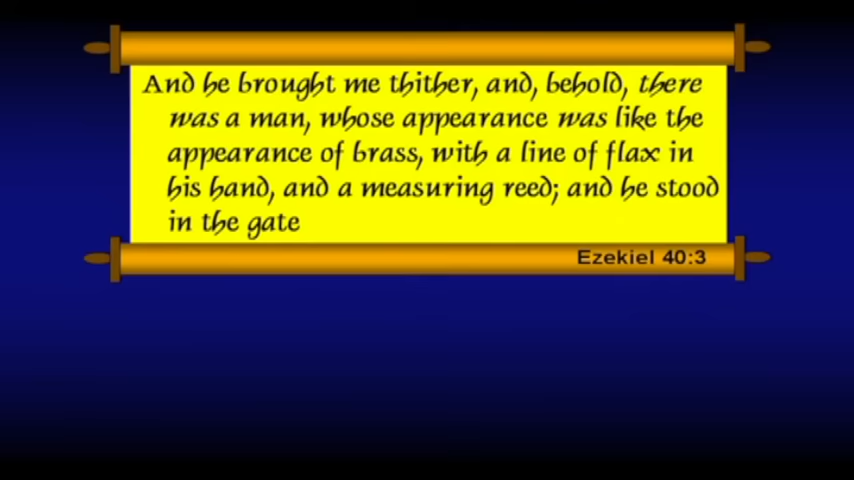 And he brought me thither, and, behold, there
was a man, whose appearance was like the
appearance of brass, with a line of flax in
his hand, and a measuring reed; and he stood
in the gate
Ezekiel 40:3